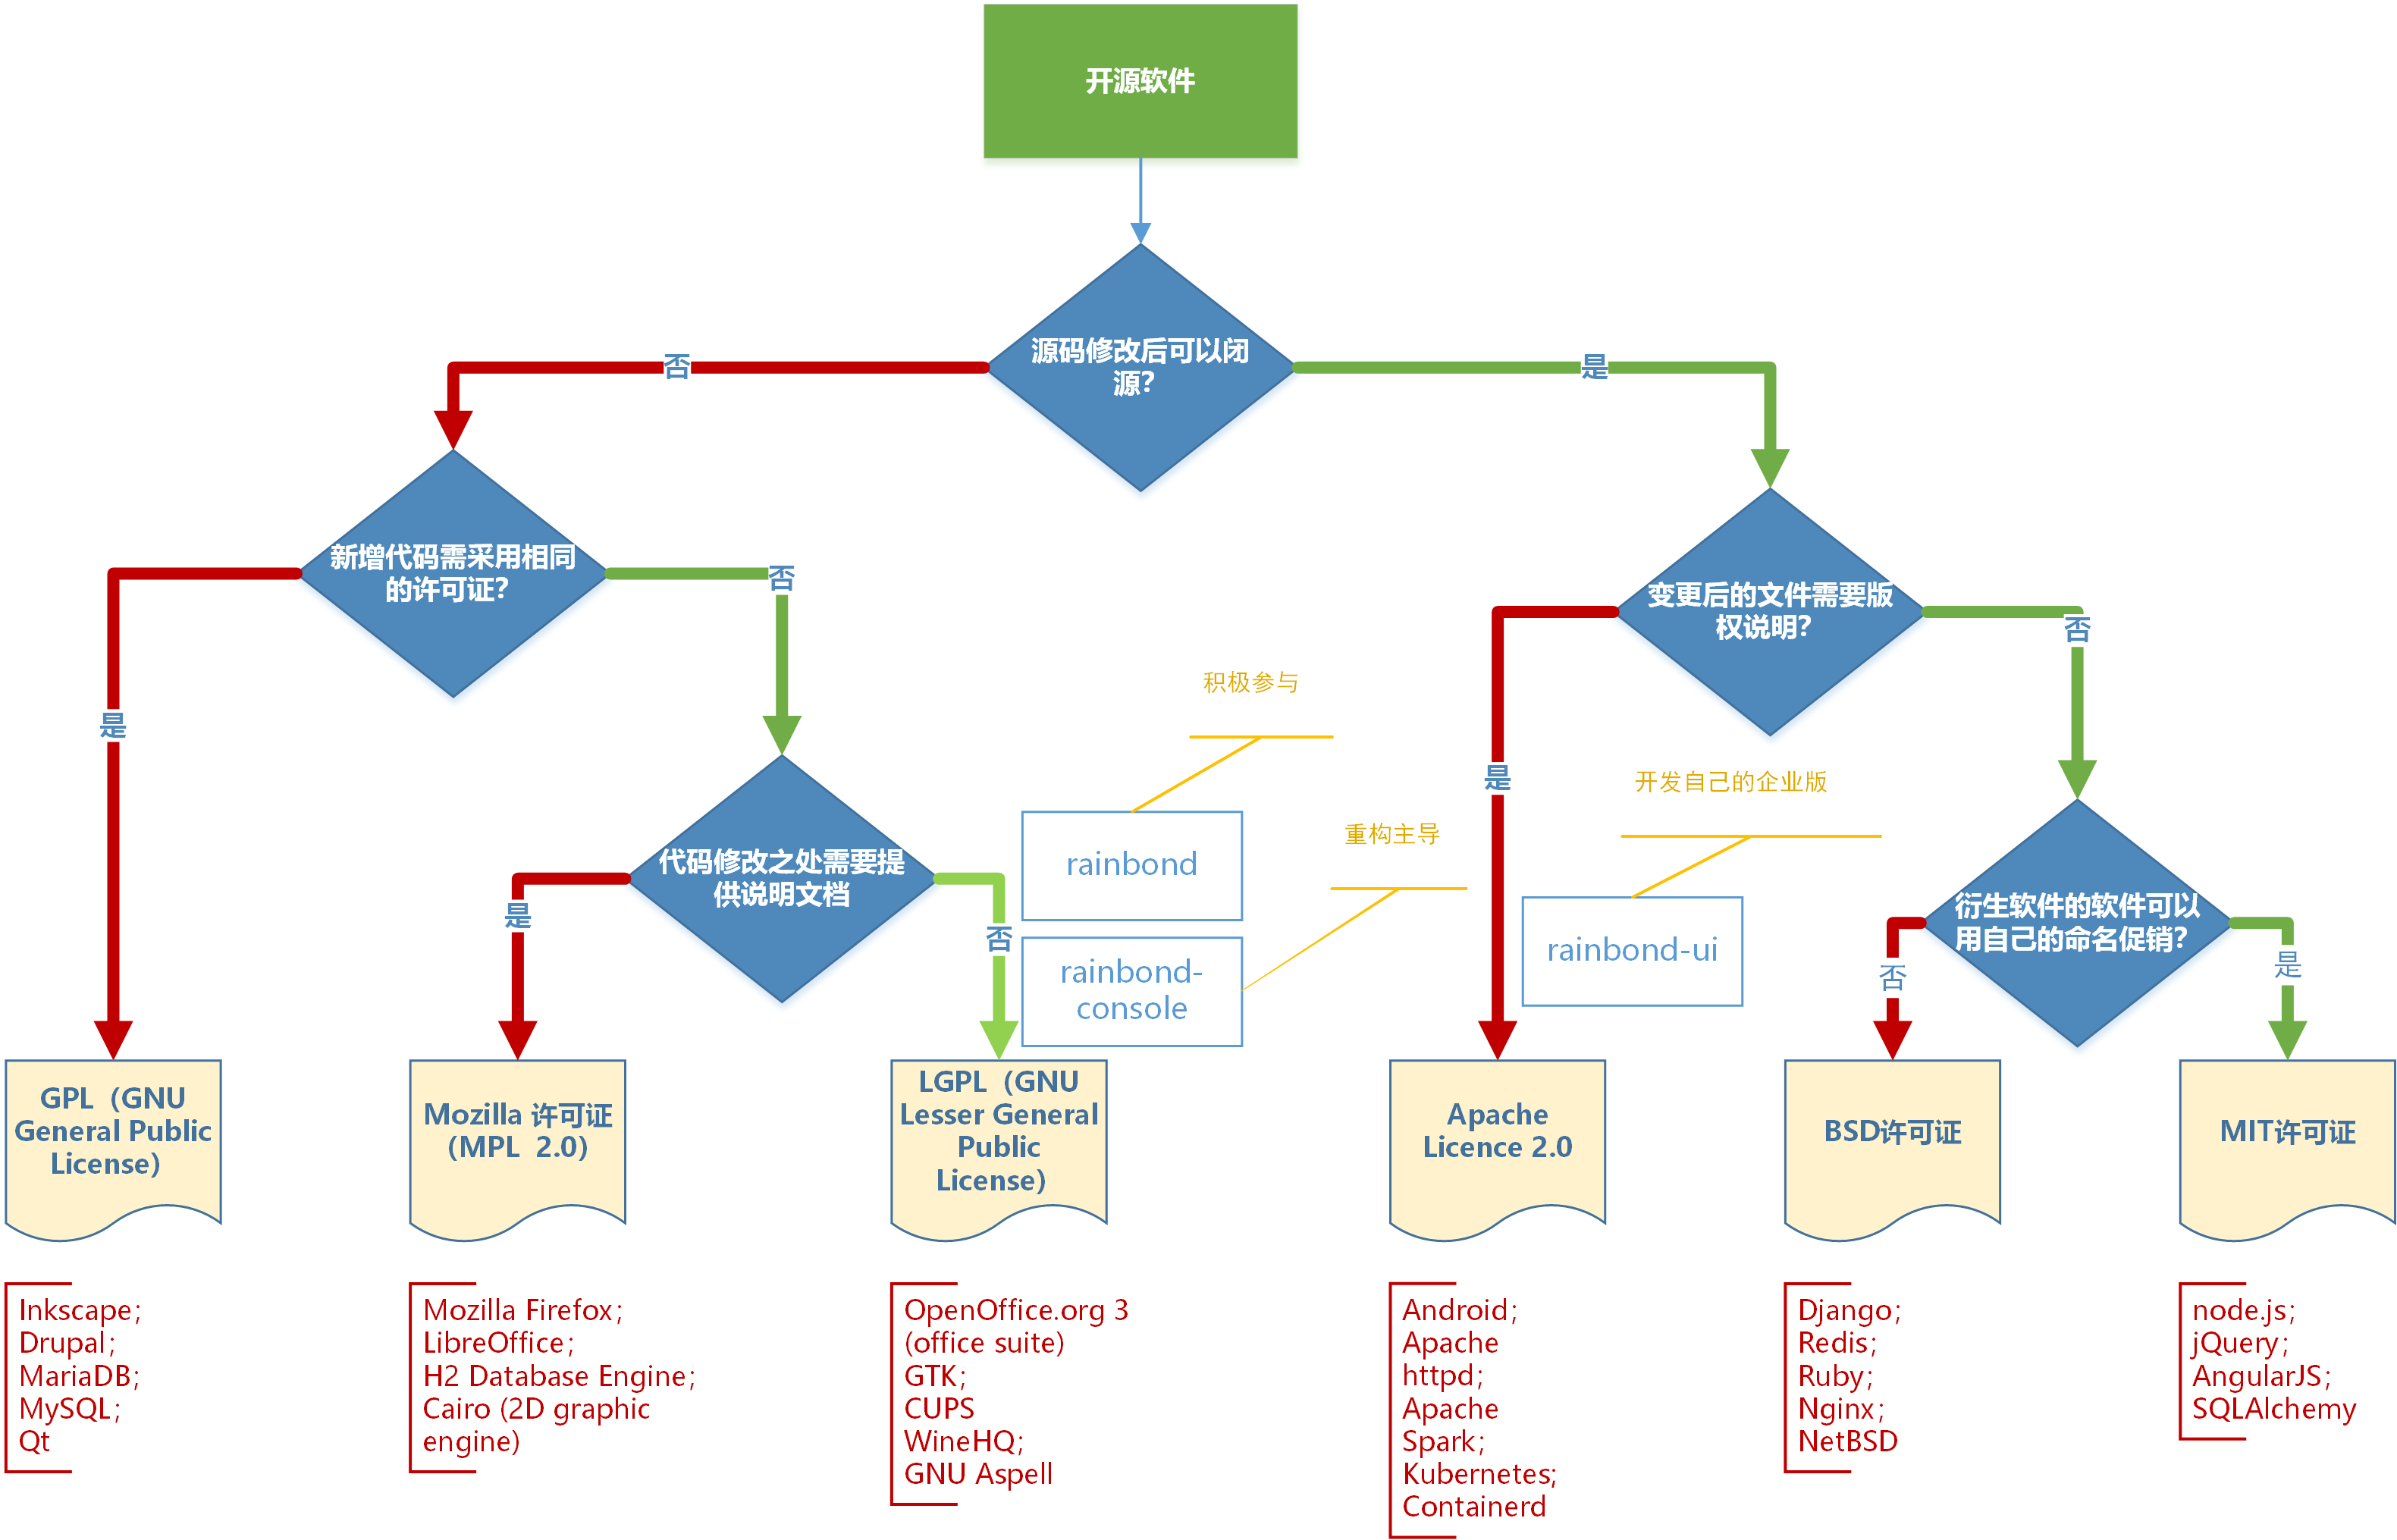 开源软件
源码修改后可以闭
源？
否
是
新增代码需采用相同
的许可证？
否
是
变更后的文件需要版
权说明？
否
是
积极参与
rainbond
重构主导
rainbond-
console
开发自己的企业版
rainbond-ui
代码修改之处需要提
供说明文档
是
否
衍生软件的软件可以
用自己的命名促销？
否
是
GPL（GNU
General Public
License）
Mozilla 许可证
（MPL 2.0）
LGPL（GNU
Lesser General
Public
License）
Apache
Licence 2.0
BSD许可证
MIT许可证
Inkscape；
Drupal；
MariaDB；
MySQL；
Qt
Mozilla Firefox；
LibreOffice；
H2 Database Engine；
Cairo (2D graphic
engine)
OpenOffice.org 3
(office suite)
GTK；
CUPS
WineHQ；
GNU Aspell
Android；
Apache
httpd；
Apache
Spark；
Kubernetes；
Containerd
Django；
Redis；
Ruby；
Nginx；
NetBSD
node.js；
jQuery；
AngularJS；
SQLAlchemy